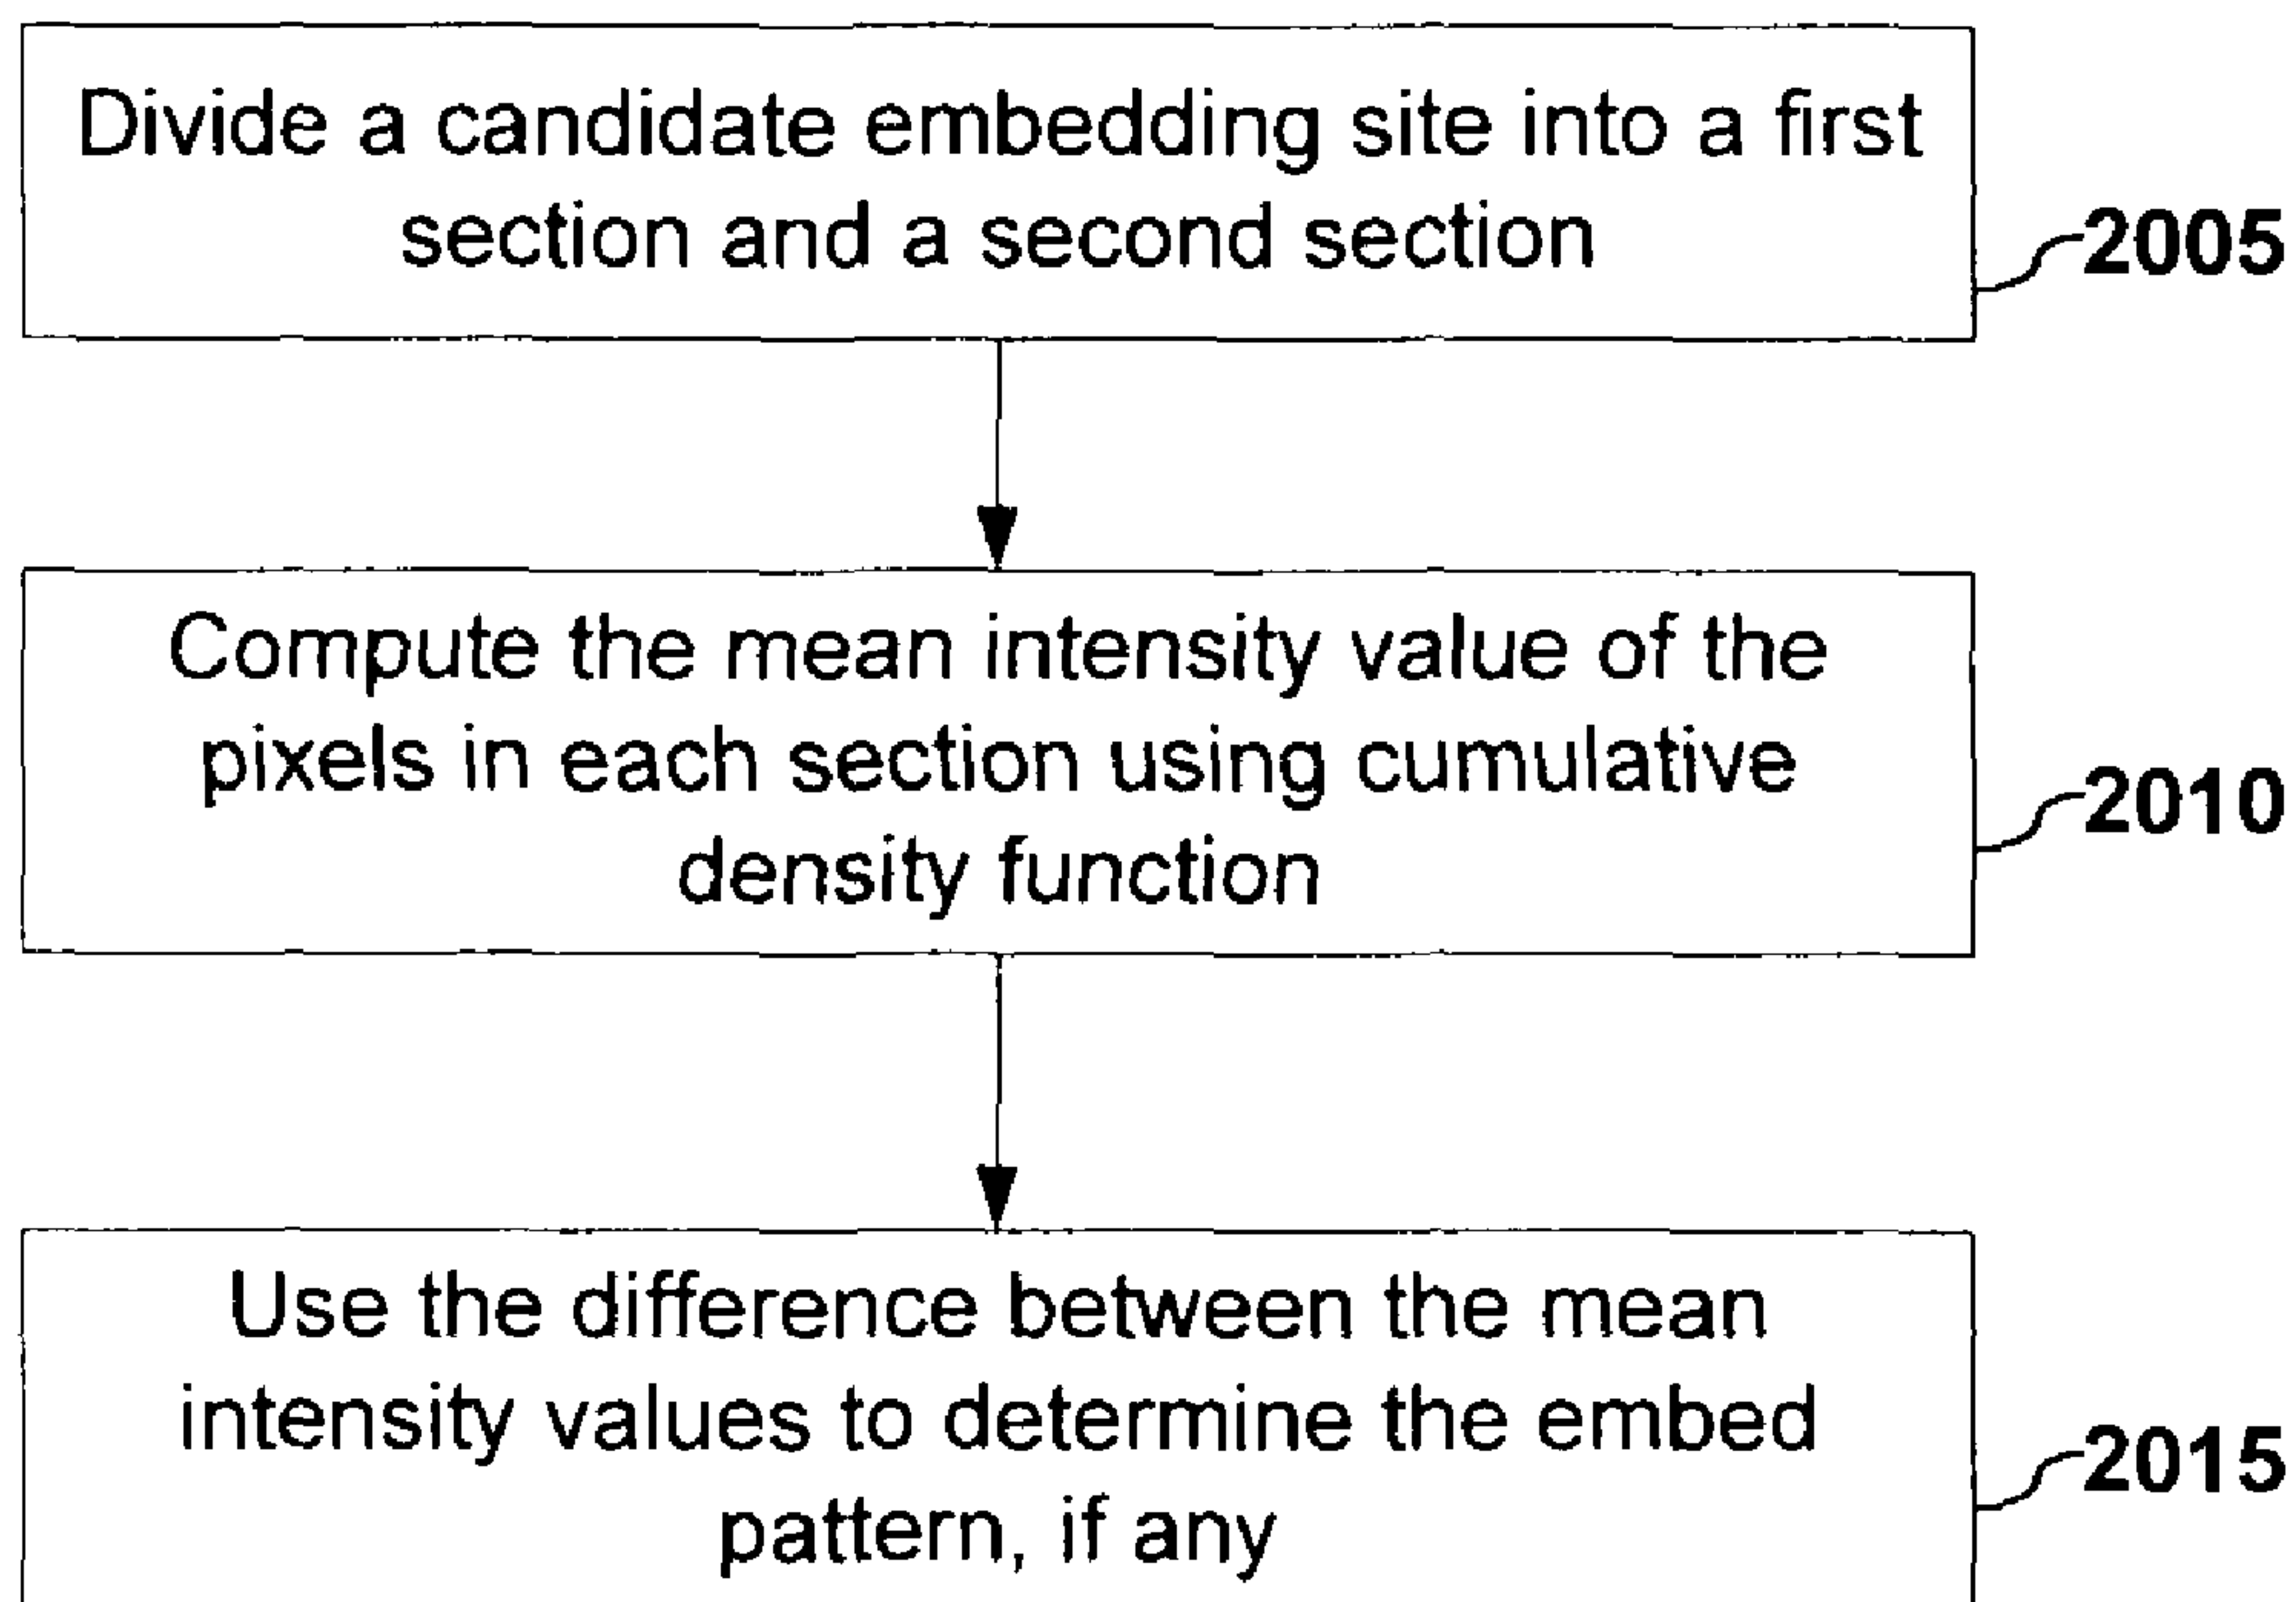 Divide a candidate embedding site into a first
section and a second section
2005
Compute the mean intensity value of the
pixels in each section using cumulative
density function
2010
Use the difference between the mean
intensity values to determine the embed
pattern, if any
2015